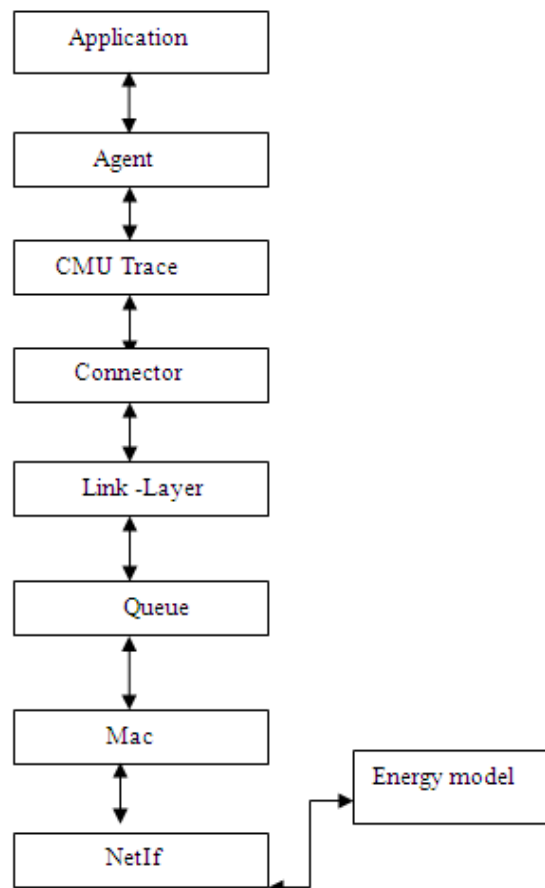 Application
Agent
CMU Trace
Connector
Link -Layer
Queue
Mac
Energy model
NetIf